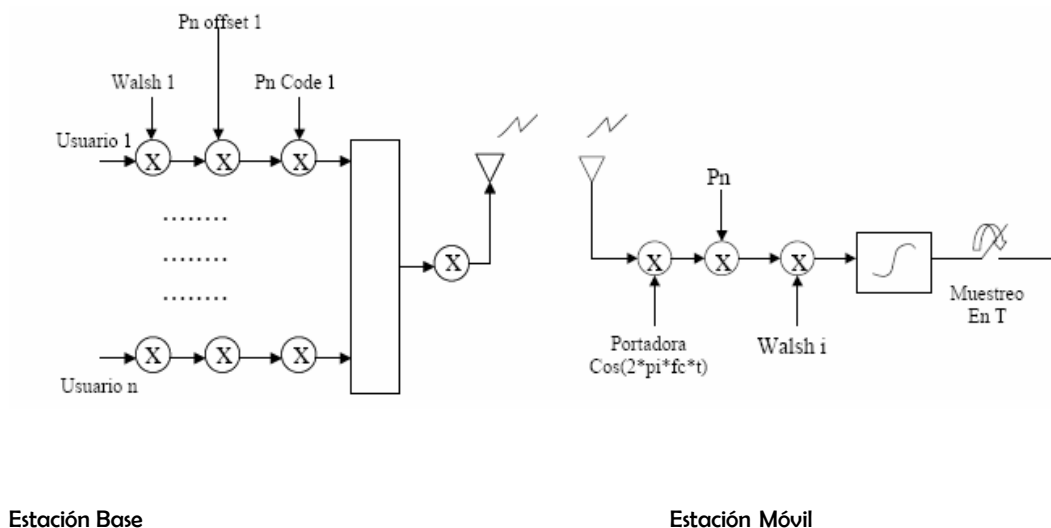 Pn offset 1
Walsh 1
Pn Code 1
Usuario 1
X
X
X
........
........
........
X
X
X
Usuario n
X
X
Portadora
Cos(2*pi*fc*t)
Pn
X
X
Walsh i
Muestreo
En T
Estación Base
Estación Móvil